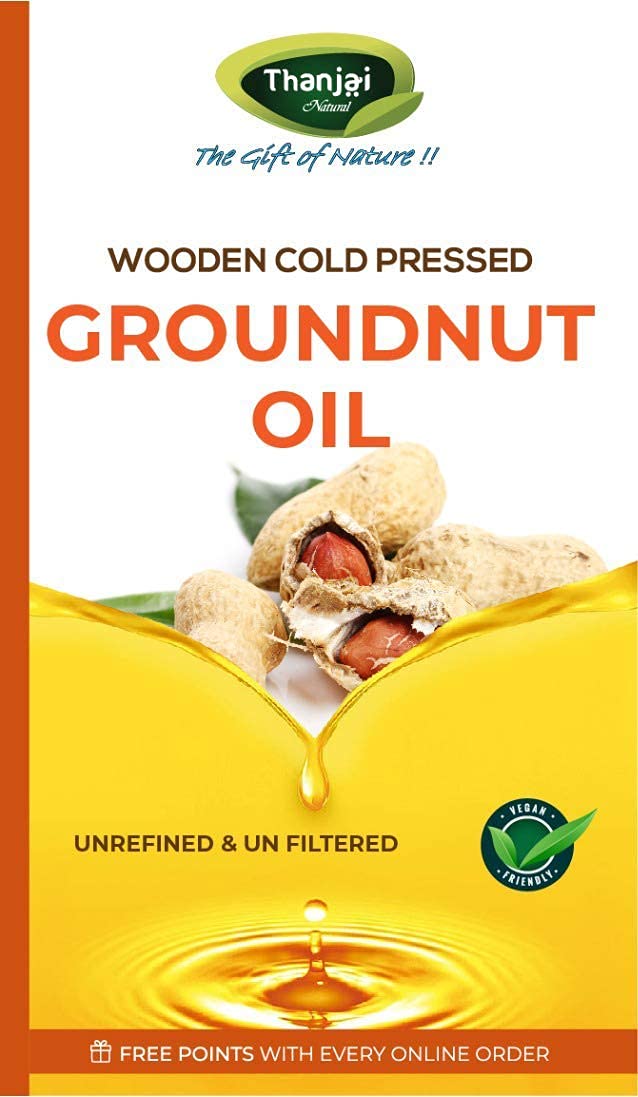 Thanjai
Natural
The Gift of Nature !!
WOODEN COLD PRESSED
GROUNDNUT
OIL
UNREFINED & UN FILTERED
VEGAN
FRIENDLY
FREE POINTS WITH EVERY ONLINE ORDER